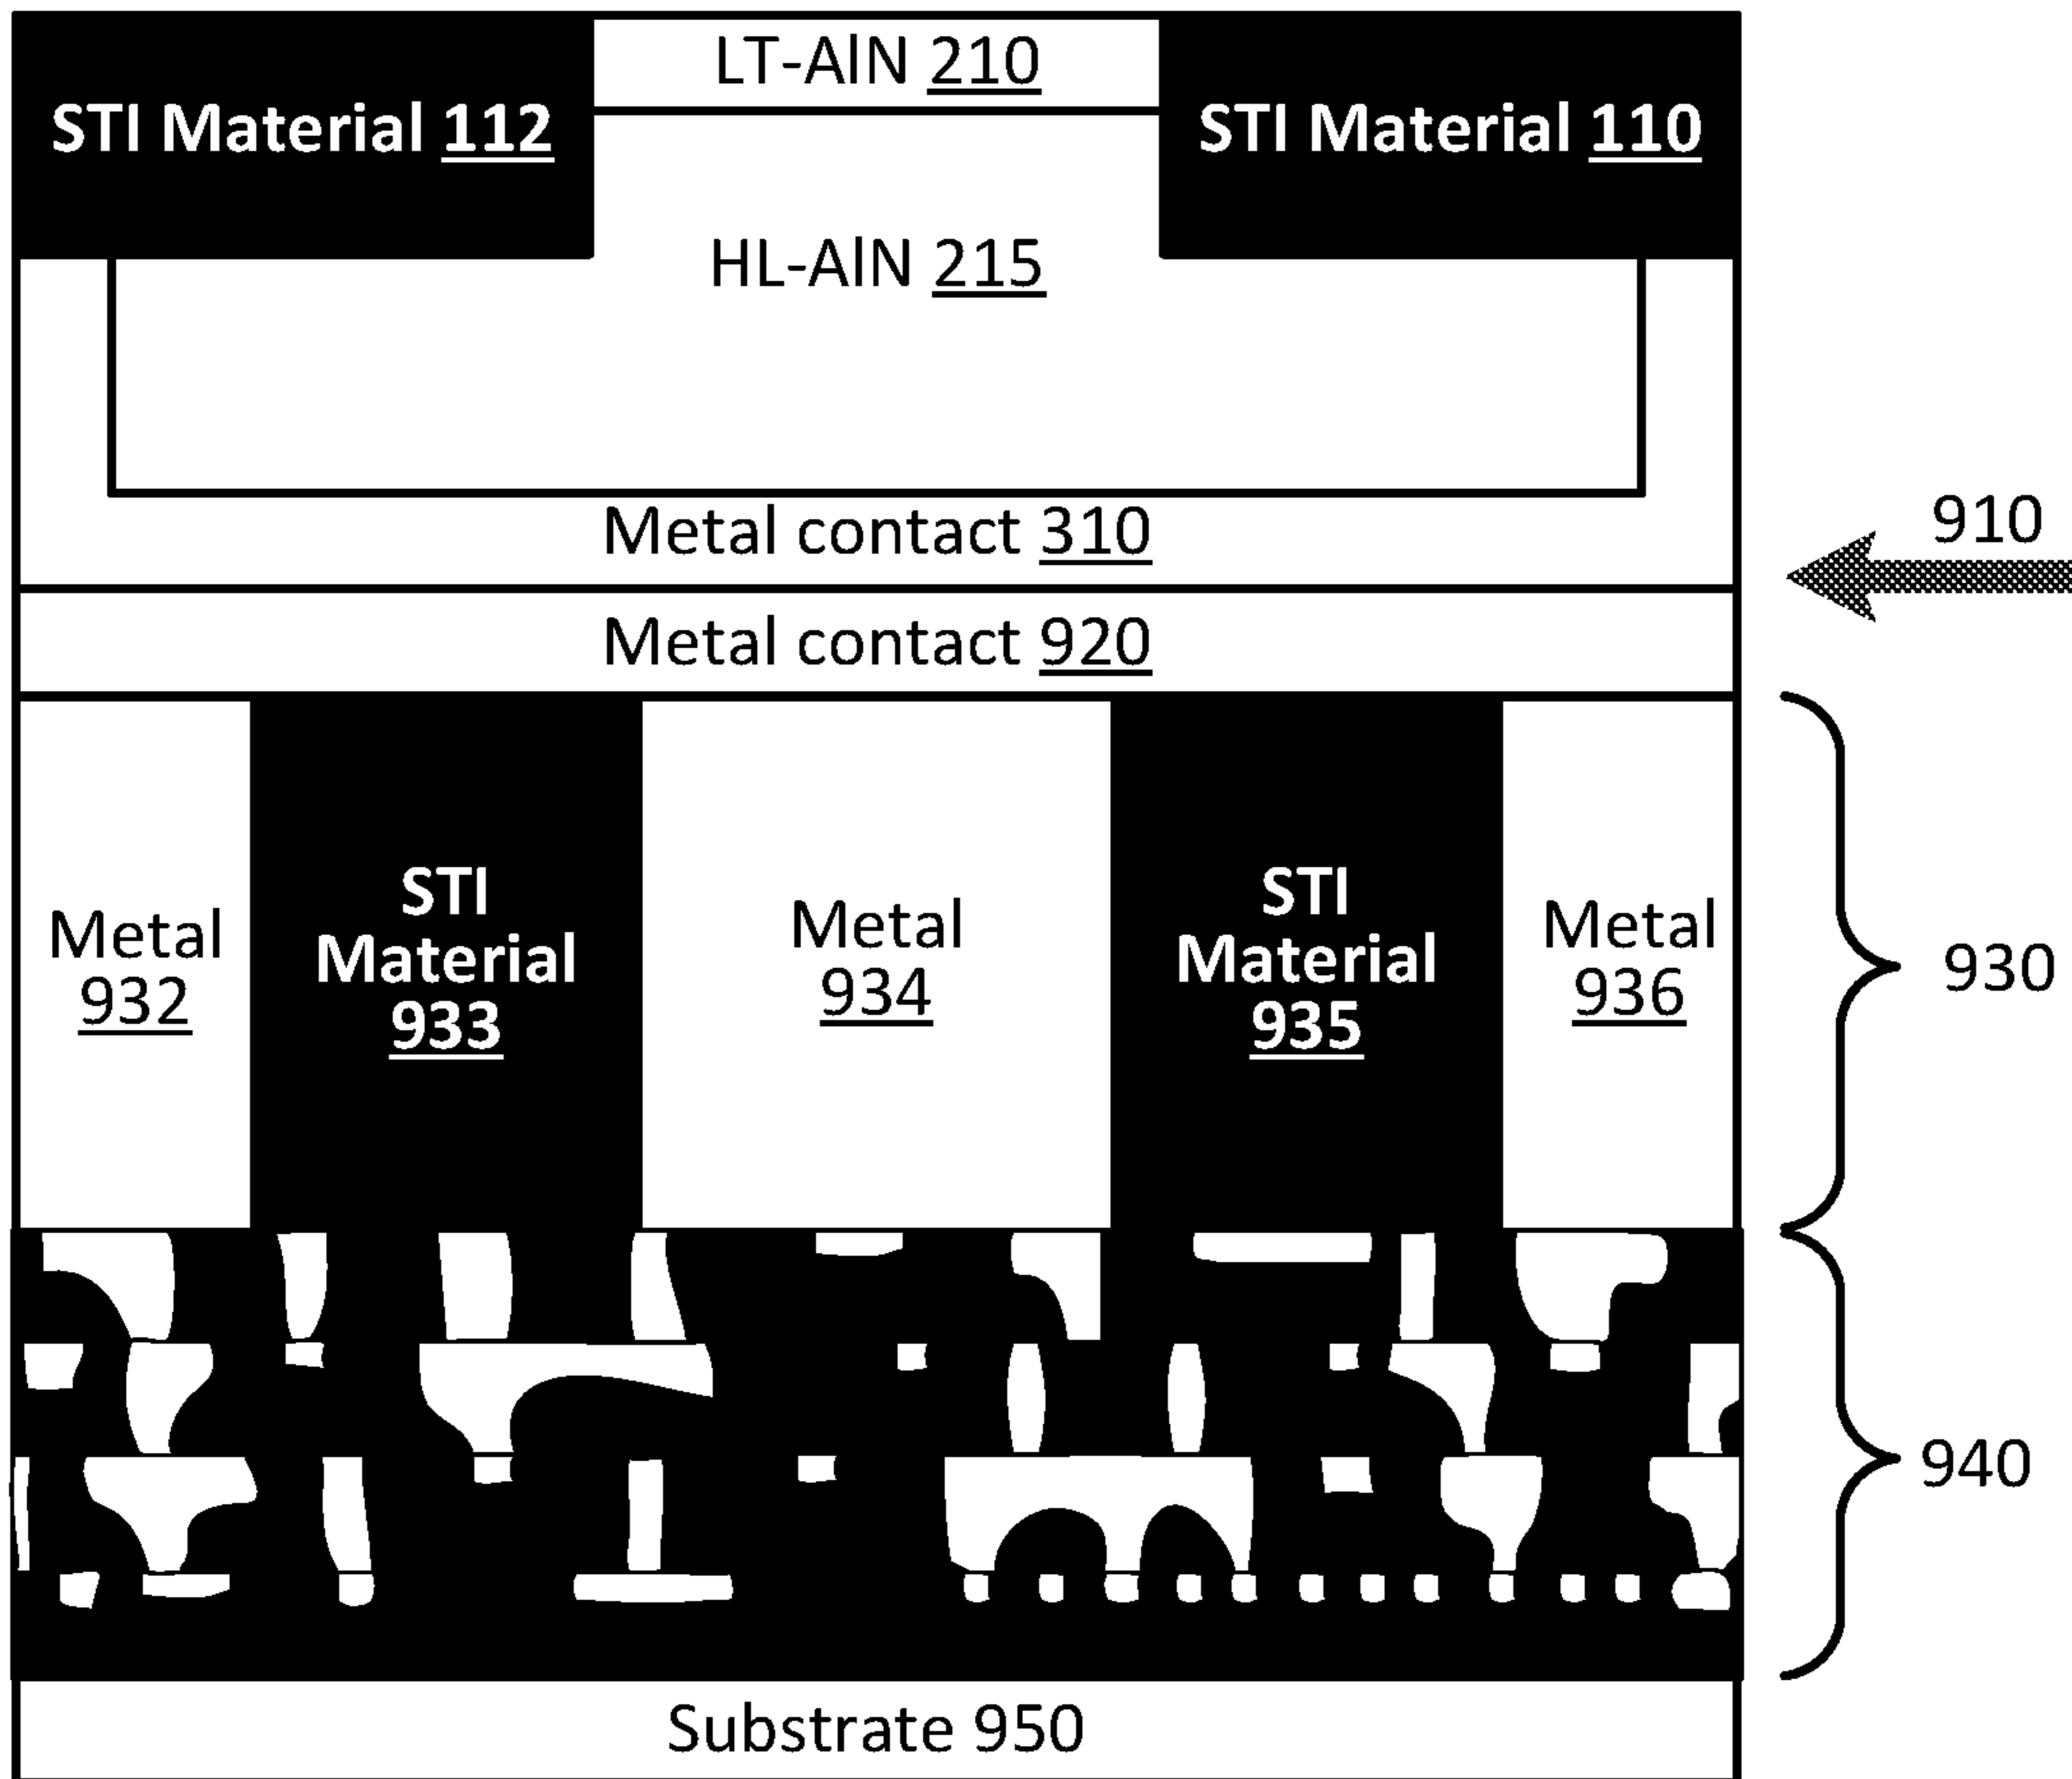 LT-AlN 210
STI Material 112
STI Material 110
HL-AlN 215
Metal contact 310
910
Metal contact 920
Metal
932
STI
Material
933
Metal
934
STI
Material
935
Metal
936
930
940
Substrate 950